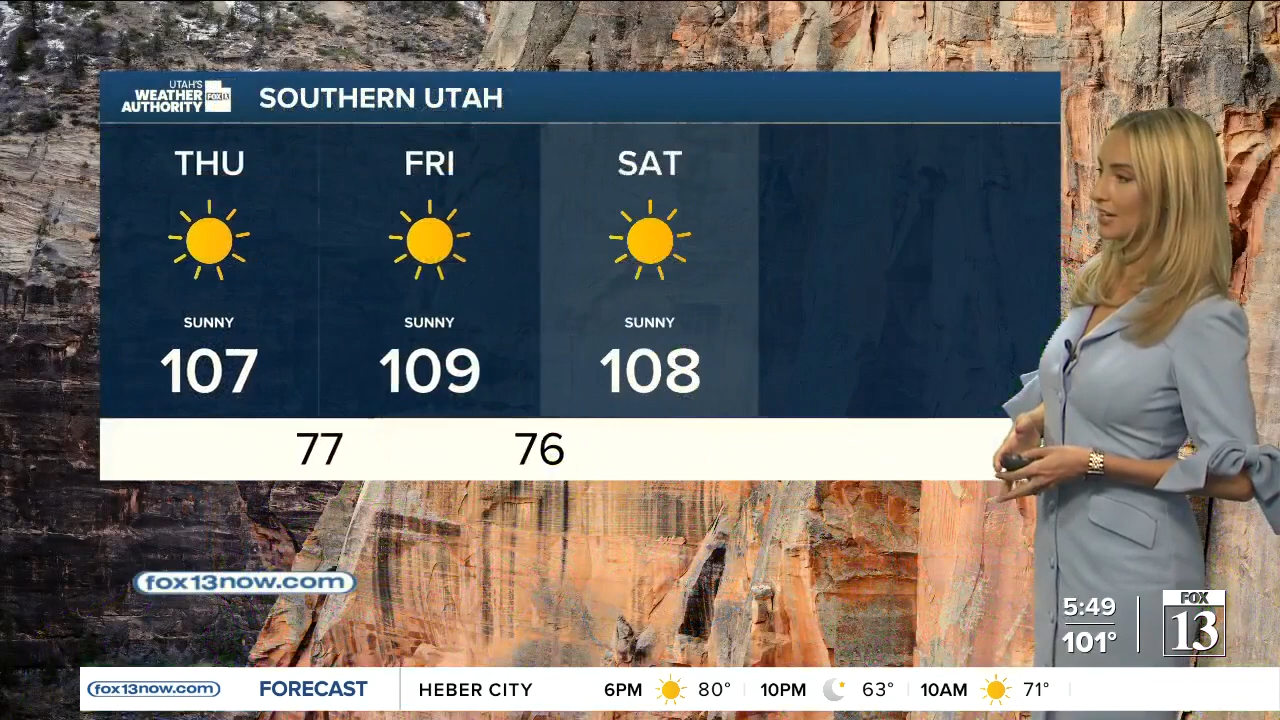 UTAH'S
WEATHER
AUTHORITY
FOX 13
SOUTHERN UTAH
THU
FRI
SAT
SUNNY
SUNNY
SUNNY
107
109
108
77
76
fox13now.com
5:49
101°
FOX
13
fox13now.com
FORECAST
HEBER CITY
6PM
80°
10PM
63°
10AM
71°